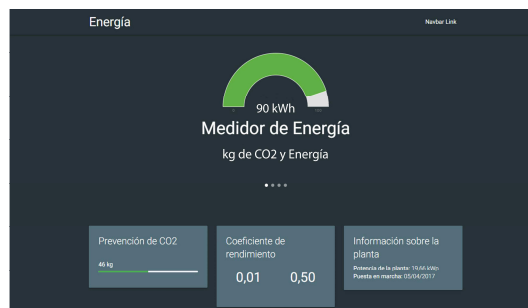 Energía
Navbar Link
90 kWh
Medidor de Energía
kg de CO2 y Energía
Prevención de CO2
46 kg
Coeficiente de
rendimiento
0,01 0,50
Información sobre la
planta
Potencia de la planta: 19.66 kWp
Puesta en marcha: 05/04/2017